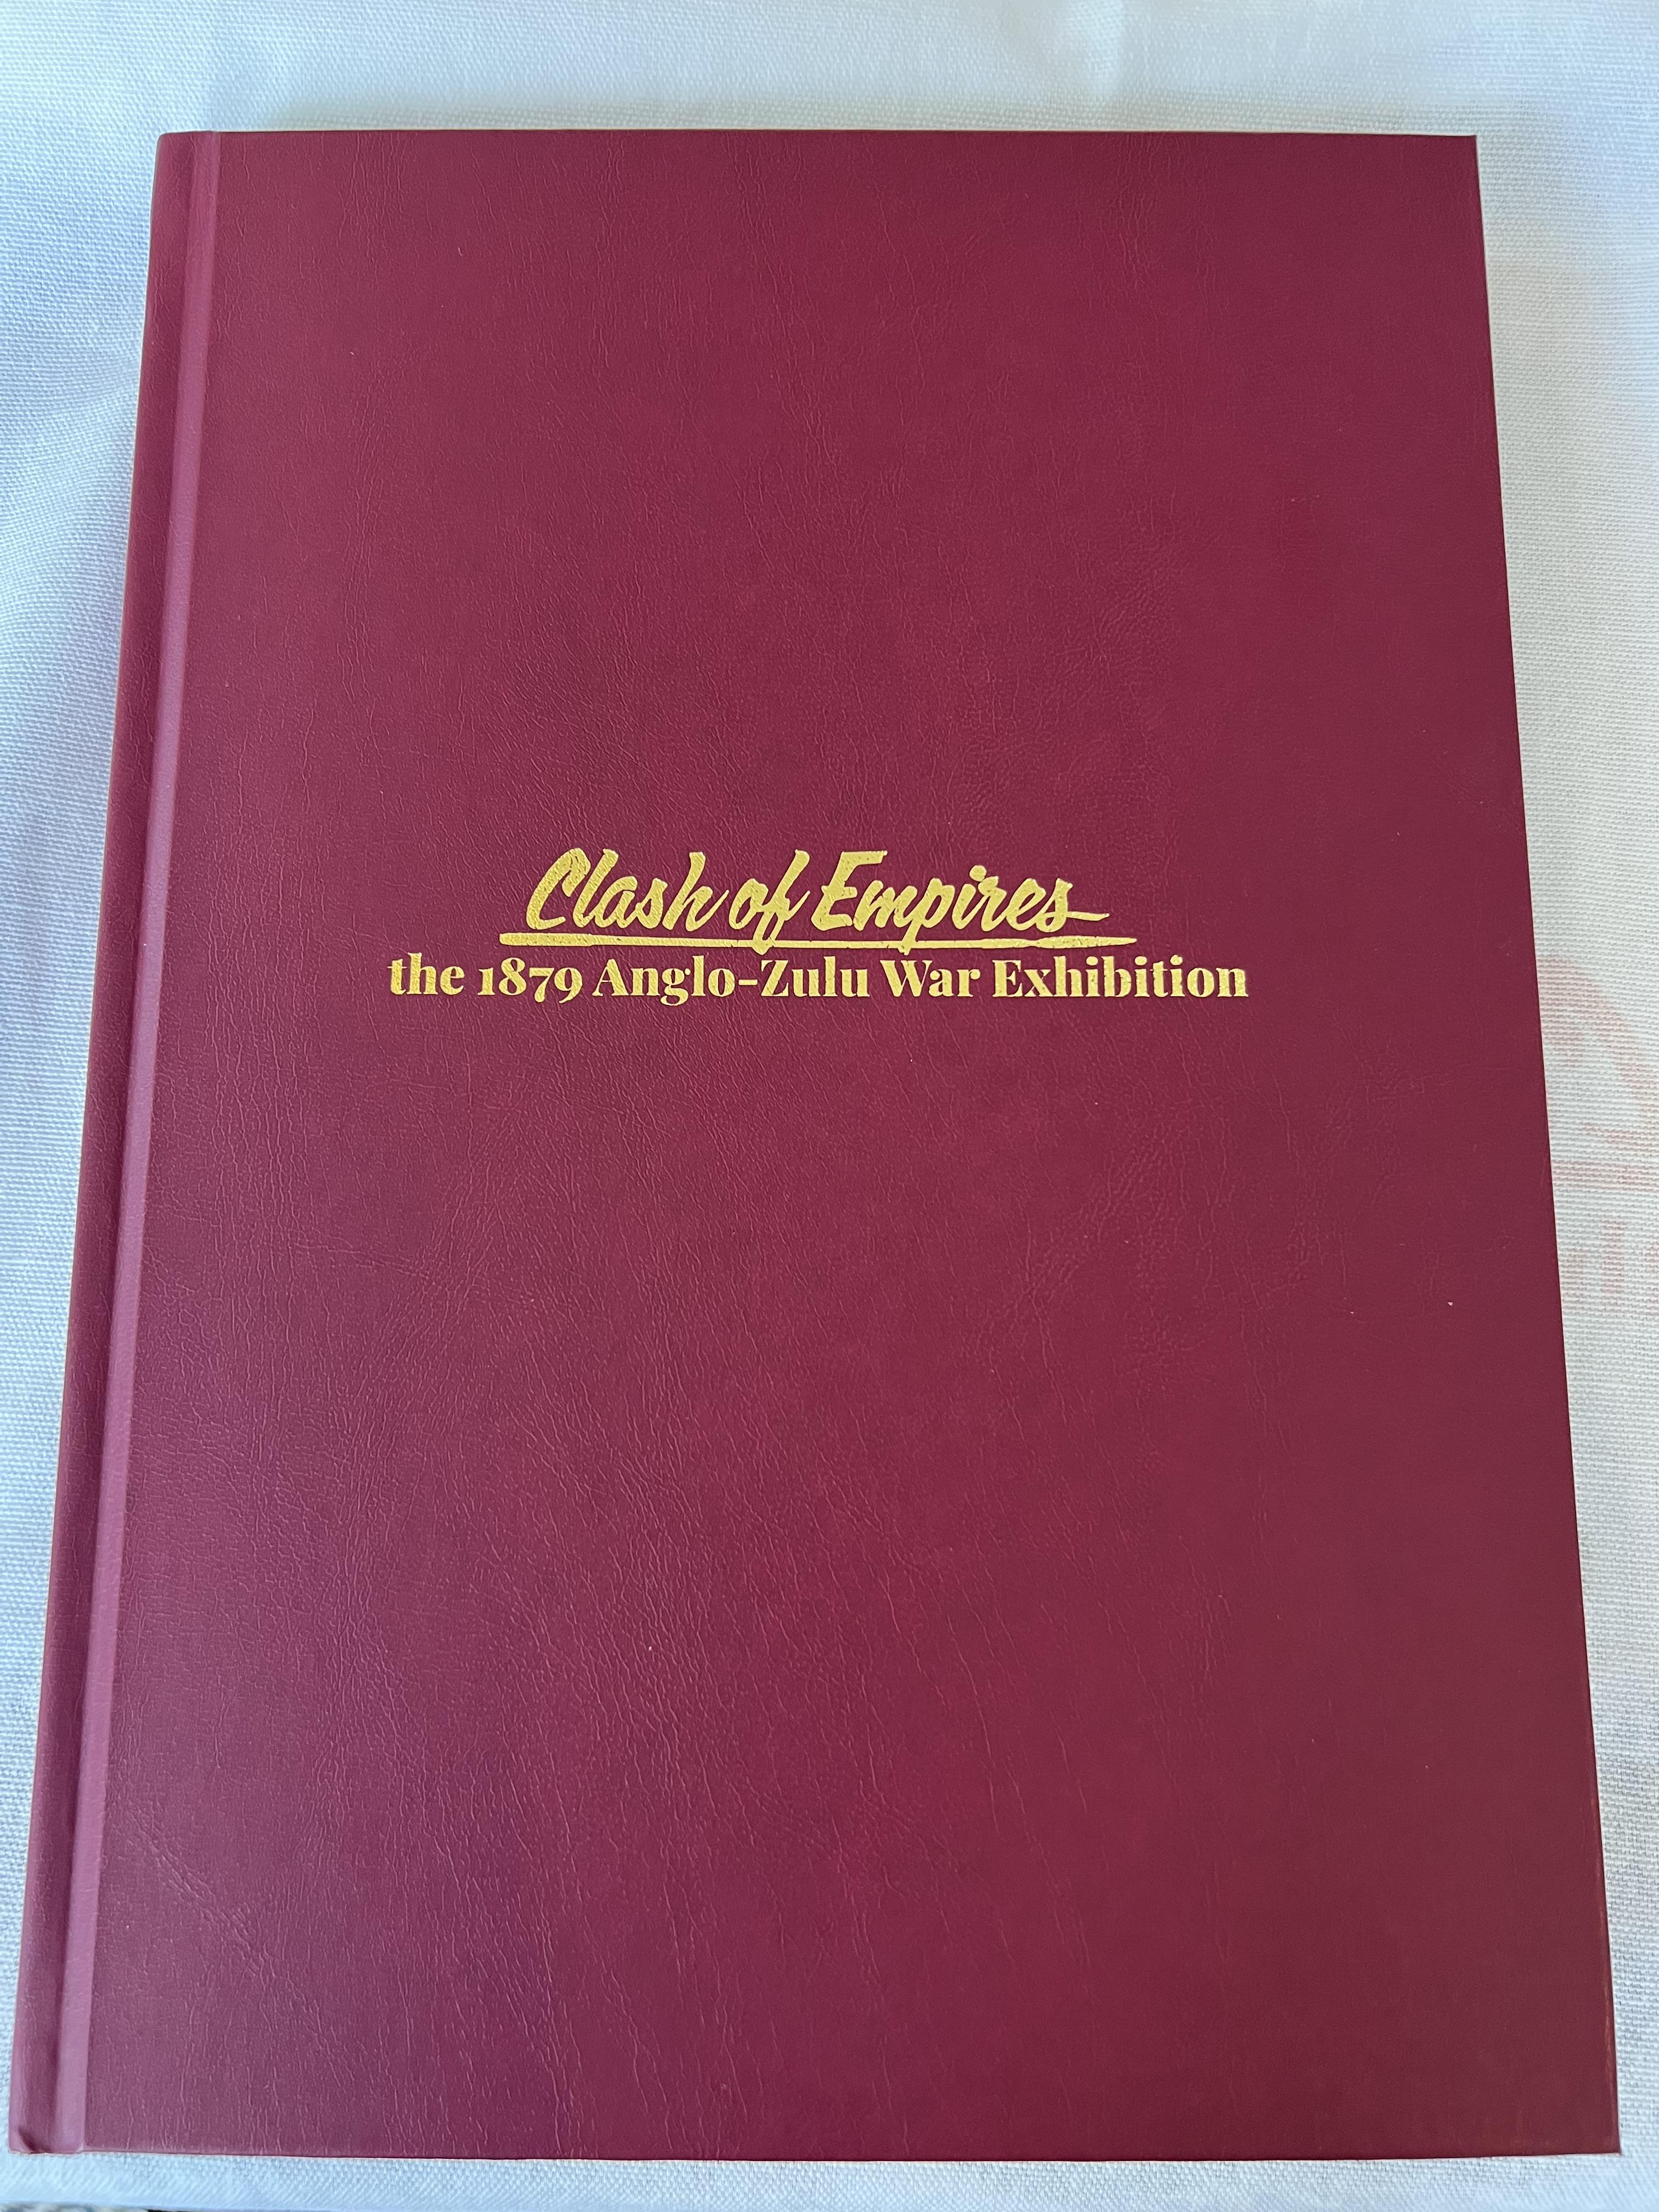 Clash of Empires
the 1879 Anglo-Zulu War Exhibition